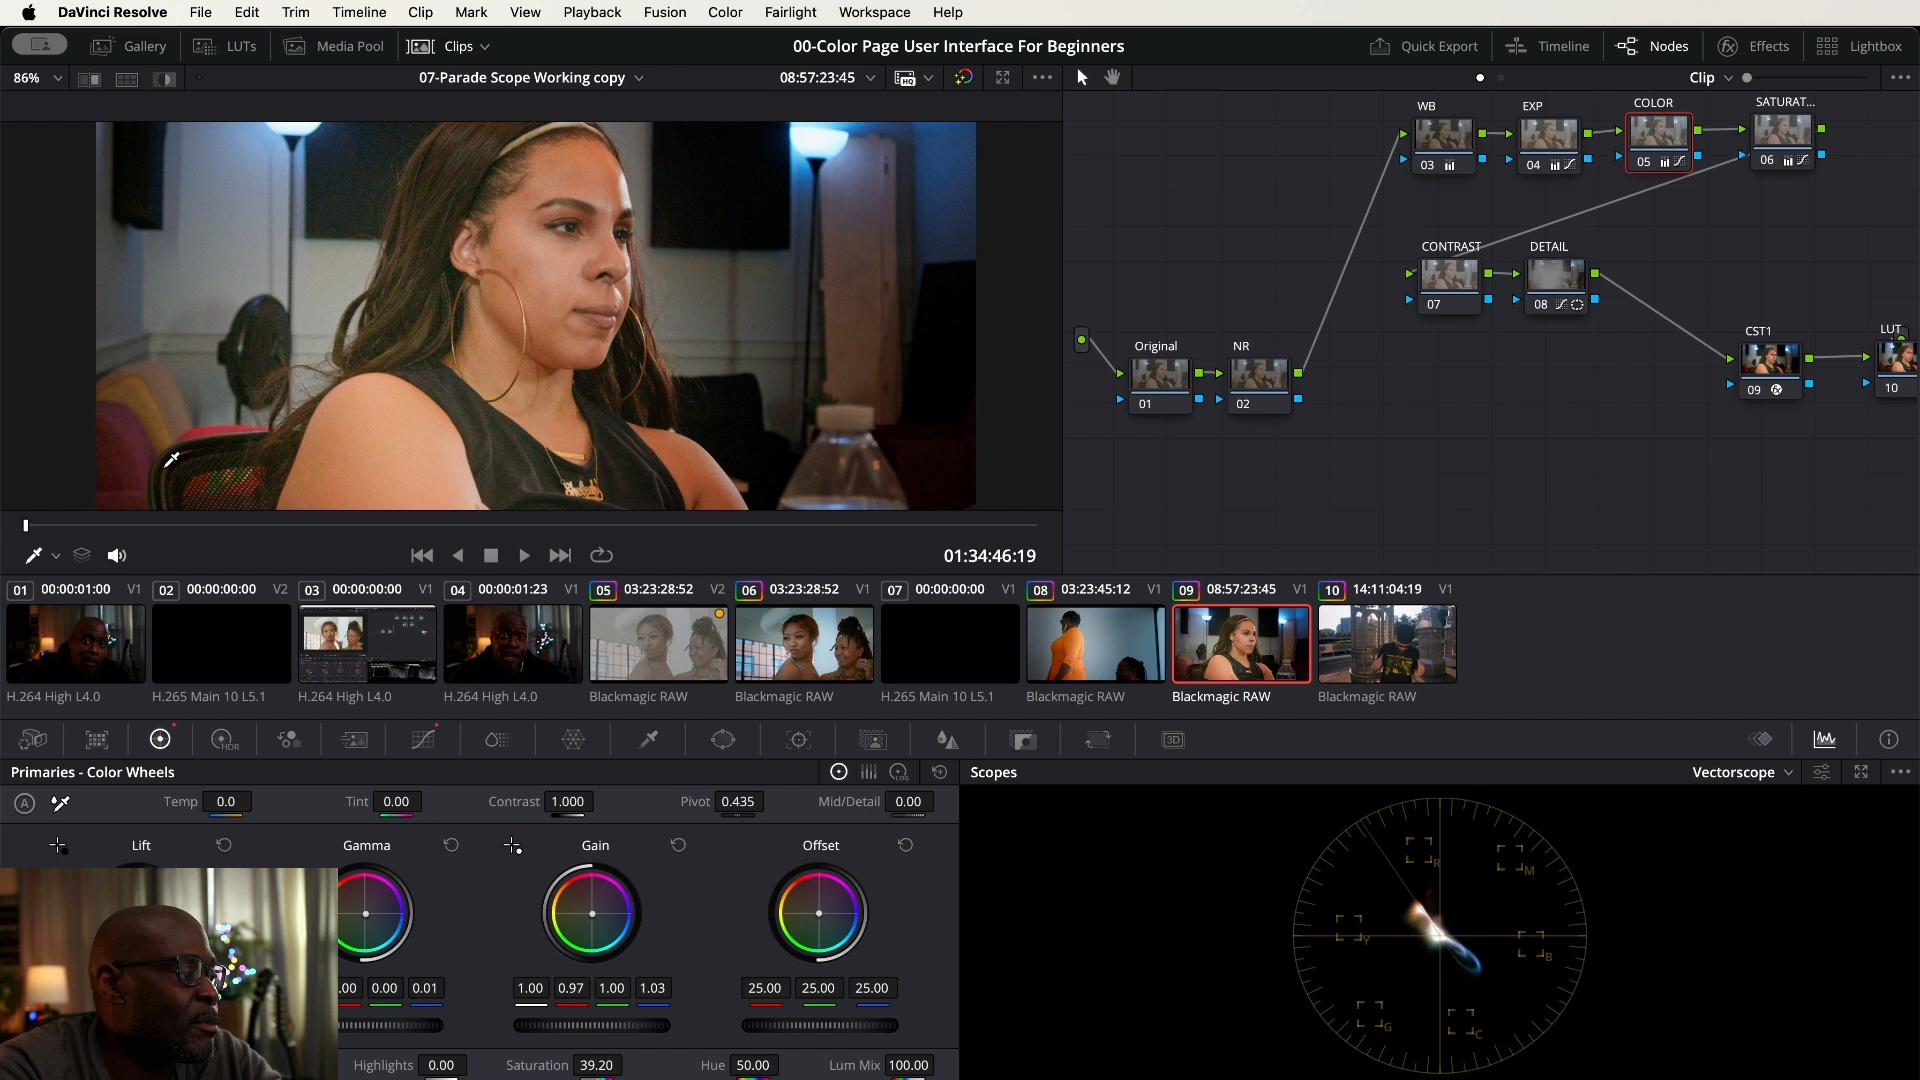 DaVinci Resolve File Edit Trim Timeline Clip Mark View Playback Fusion Color Fairlight Workspace Help
Gallery LUTs Media Pool Clips 00-Color Page User Interface For Beginners Quick Export Timeline Nodes Effects Lightbox
86% 07-Parade Scope Working copy 08:57:23:45 HQ Clip
WB EXP COLOR SATURAT...
03 04 05 06
CONTRAST DETAIL
07 08
CST1 LUT
09 10
Original NR
01 02
01:34:46:19
01 00:00:01:00 V1 02 00:00:00:00 V2 03 00:00:00:00 V1 04 00:00:01:23 V1 05 03:23:28:52 V2 06 03:23:28:52 V1 07 00:00:00:00 V1 08 03:23:45:12 V1 09 08:57:23:45 V1 10 14:11:04:19 V1
H.264 High L4.0 H.265 Main 10 L5.1 H.264 High L4.0 H.264 High L4.0 Blackmagic RAW Blackmagic RAW H.265 Main 10 L5.1 Blackmagic RAW Blackmagic RAW Blackmagic RAW
HDR 3D
Primaries - Color Wheels LOG Scopes Vectorscope
A Temp 0.0 Tint 0.00 Contrast 1.000 Pivot 0.435 Mid/Detail 0.00
Lift Gamma Gain Offset
R M
Y B
G C
.00 0.00 0.01 1.00 0.97 1.00 1.03 25.00 25.00 25.00
Highlights 0.00 Saturation 39.20 Hue 50.00 Lum Mix 100.00